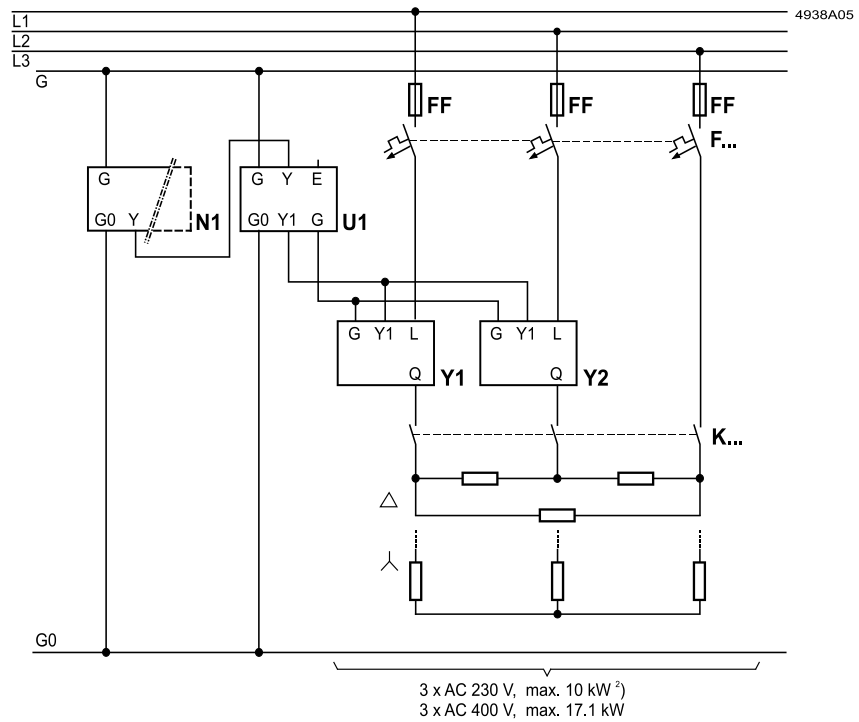 4938A05
L1
L2
L3
G
FF FF FF
F...
G
G Y E
G0 Y N1
G0 Y1 G U1
G Y1 L
G Y1 L
Q Y1
Q Y2
K...
G0
3 x AC 230 V, max. 10 kW ²)
3 x AC 400 V, max. 17.1 kW